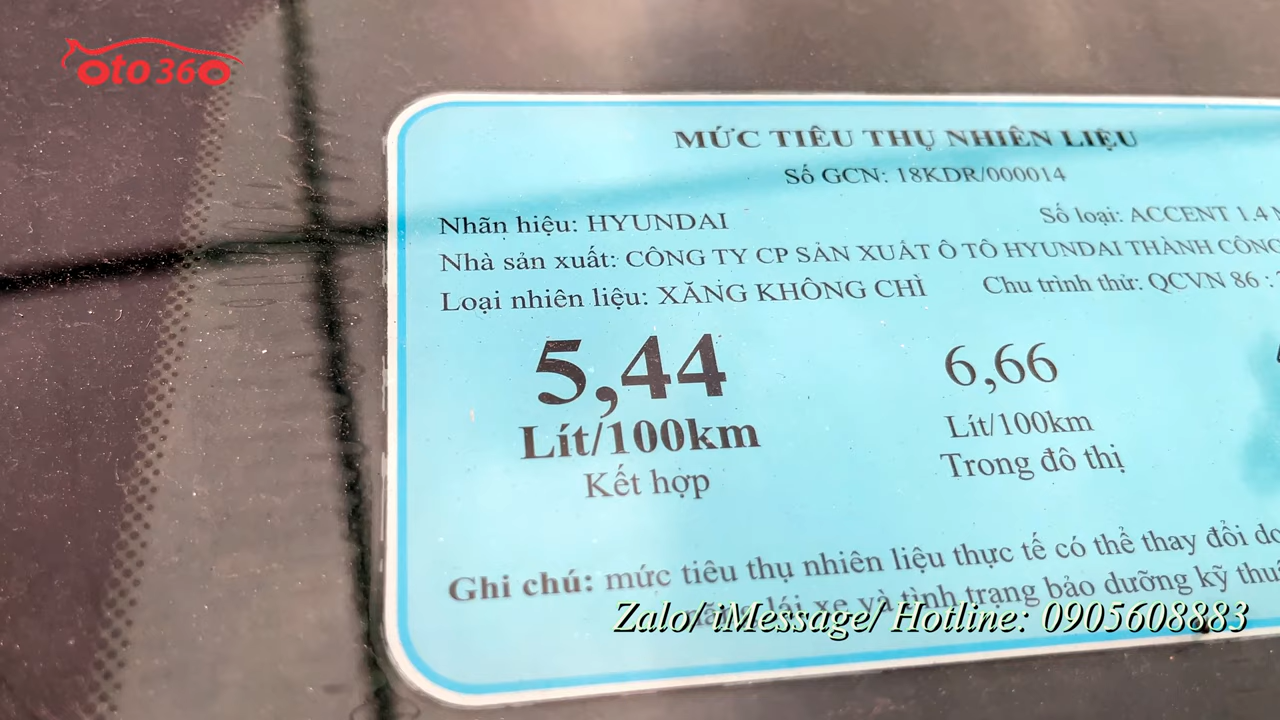 oto360
MỨC TIÊU THỤ NHIÊN LIỆU
Số GCN: 18KDR/000014
Nhãn hiệu: HYUNDAI Số loại: ACCENT 1.4
Nhà sản xuất: CÔNG TY CP SẢN XUẤT Ô TÔ HYUNDAI THÀNH CÔNG
Loại nhiên liệu: XĂNG KHÔNG CHÌ Chu trình thử: QCVN 86 :
5,44 6,66
Lít/100km Lít/100km
Kết hợp Trong đô thị
Ghi chú: mức tiêu thụ nhiên liệu thực tế có thể thay đổi do
lái xe và tình trạng bảo dưỡng kỹ
Zalo/ iMessage/ Hotline: 0905608883